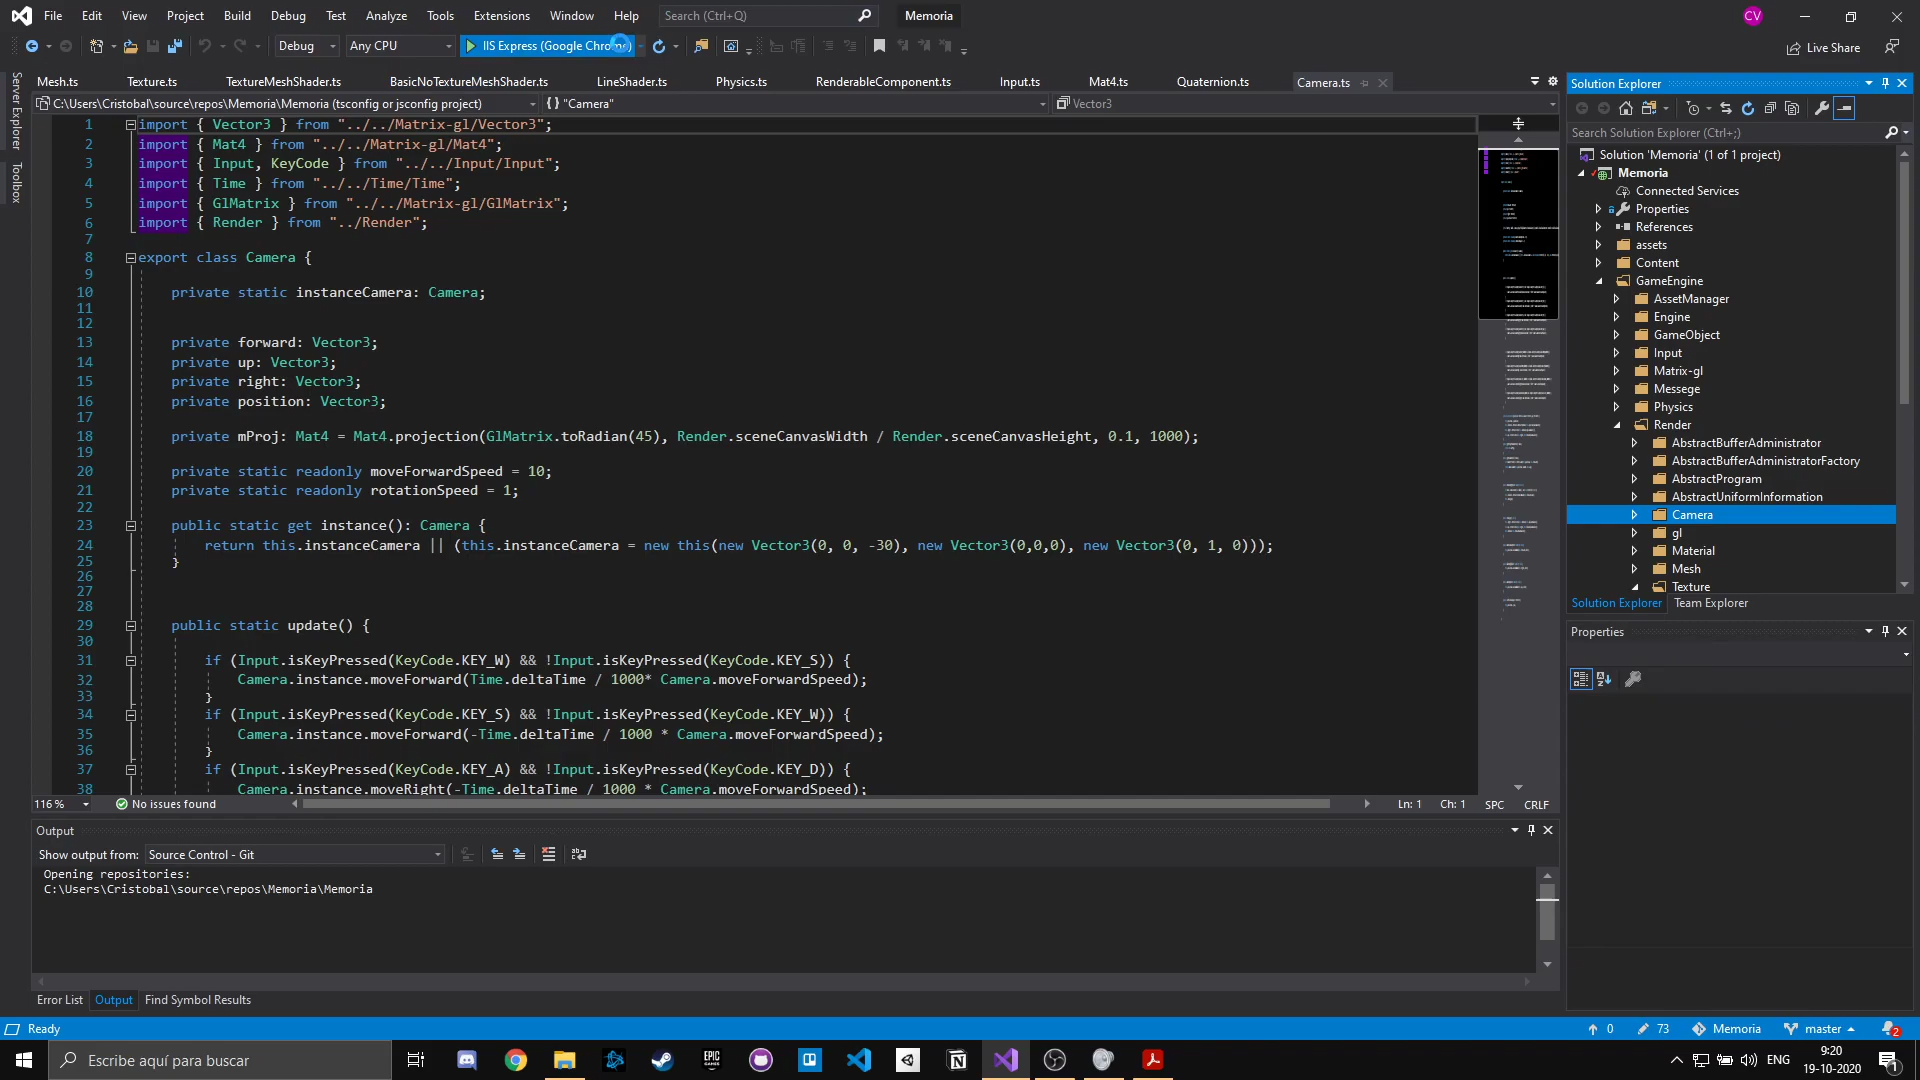 File Edit View Project Build Debug Test Analyze Tools Extensions Window Help Search (Ctrl+Q) Memoria CV
Debug Any CPU IIS Express (Google Chrome) Live Share
Mesh.ts Texture.ts TextureMeshShader.ts BasicNoTextureMeshShader.ts LineShader.ts Physics.ts RenderableComponent.ts Input.ts Mat4.ts Quaternion.ts Camera.ts
C:\Users\Cristobal\source\repos\Memoria\Memoria (tsconfig or jsconfig project) {} "Camera" Vector3
Server Explorer
Toolbox
1 import { Vector3 } from "../../Matrix-gl/Vector3";
2 import { Mat4 } from "../../Matrix-gl/Mat4";
3 import { Input, KeyCode } from "../../Input/Input";
4 import { Time } from "../../Time/Time";
5 import { GlMatrix } from "../../Matrix-gl/GlMatrix";
6 import { Render } from "../Render";
7
8 export class Camera {
9
10 private static instanceCamera: Camera;
11
12
13 private forward: Vector3;
14 private up: Vector3;
15 private right: Vector3;
16 private position: Vector3;
17
18 private mProj: Mat4 = Mat4.projection(GlMatrix.toRadian(45), Render.sceneCanvasWidth / Render.sceneCanvasHeight, 0.1, 1000);
19
20 private static readonly moveForwardSpeed = 10;
21 private static readonly rotationSpeed = 1;
22
23 public static get instance(): Camera {
24 return this.instanceCamera || (this.instanceCamera = new this(new Vector3(0, 0, -30), new Vector3(0,0,0), new Vector3(0, 1, 0)));
25 }
26
27
28
29 public static update() {
30
31 if (Input.isKeyPressed(KeyCode.KEY_W) && !Input.isKeyPressed(KeyCode.KEY_S)) {
32 Camera.instance.moveForward(Time.deltaTime / 1000* Camera.moveForwardSpeed);
33 }
34 if (Input.isKeyPressed(KeyCode.KEY_S) && !Input.isKeyPressed(KeyCode.KEY_W)) {
35 Camera.instance.moveForward(-Time.deltaTime / 1000 * Camera.moveForwardSpeed);
36 }
37 if (Input.isKeyPressed(KeyCode.KEY_A) && !Input.isKeyPressed(KeyCode.KEY_D)) {
38 Camera.instance.moveRight(-Time.deltaTime / 1000 * Camera.moveForwardSpeed);
116 % No issues found Ln: 1 Ch: 1 SPC CRLF
Output
Show output from: Source Control - Git
Opening repositories:
C:\Users\Cristobal\source\repos\Memoria\Memoria
Error List Output Find Symbol Results
Solution Explorer
Search Solution Explorer (Ctrl+;)
Solution 'Memoria' (1 of 1 project)
Memoria
Connected Services
Properties
References
assets
Content
GameEngine
AssetManager
Engine
GameObject
Input
Matrix-gl
Messege
Physics
Render
AbstractBufferAdministrator
AbstractBufferAdministratorFactory
AbstractProgram
AbstractUniformInformation
Camera
gl
Material
Mesh
Texture
Solution Explorer Team Explorer
Properties
Ready 0 73 Memoria master 2
Escribe aquí para buscar EPIC GAMES ENG 9:20
19-10-2020 1